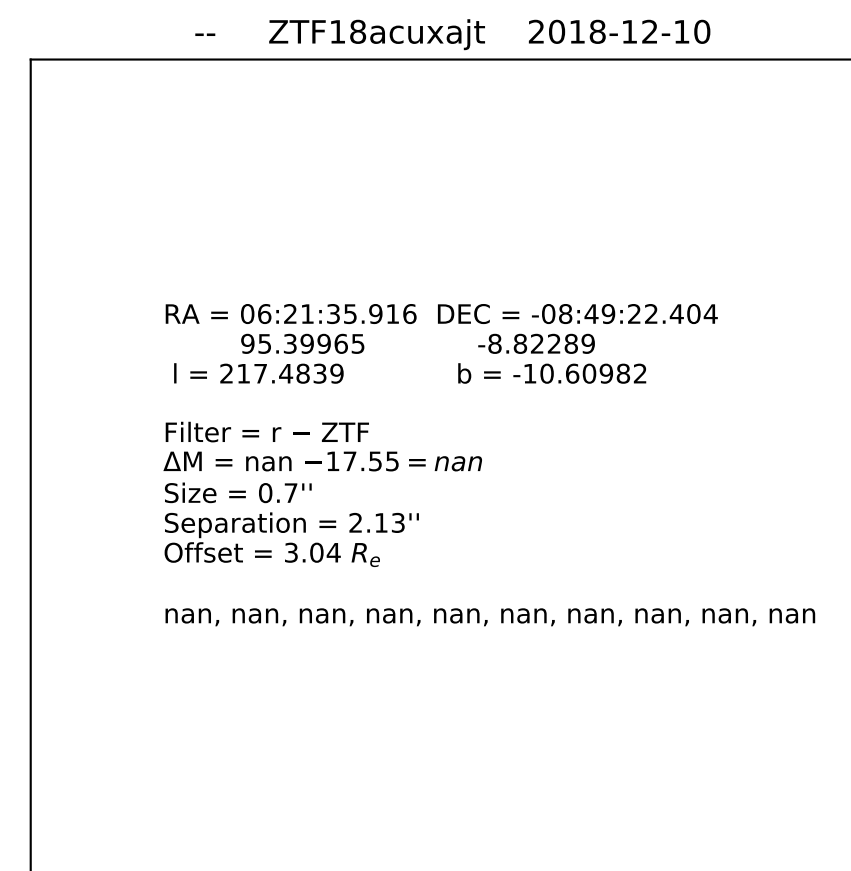 -- ZTF18acuxajt 2018-12-10
RA = 06:21:35.916 DEC = -08:49:22.404
95.39965 -8.82289
l = 217.4839 b = -10.60982
Filter = r − ZTF
ΔM = nan −17.55 = nan
Size = 0.7''
Separation = 2.13''
Offset = 3.04 Re
nan, nan, nan, nan, nan, nan, nan, nan, nan, nan